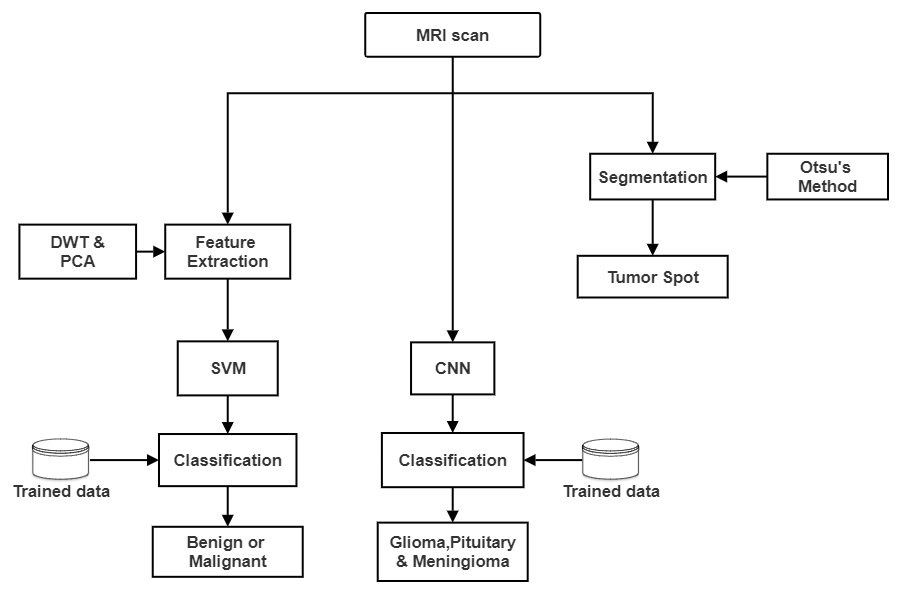 MRI scan
Segmentation
Otsu's
Method
DWT &
PCA
Feature
Extraction
Tumor Spot
SVM
CNN
Trained data
Classification
Classification
Trained data
Benign or
Malignant
Glioma,Pituitary
& Meningioma